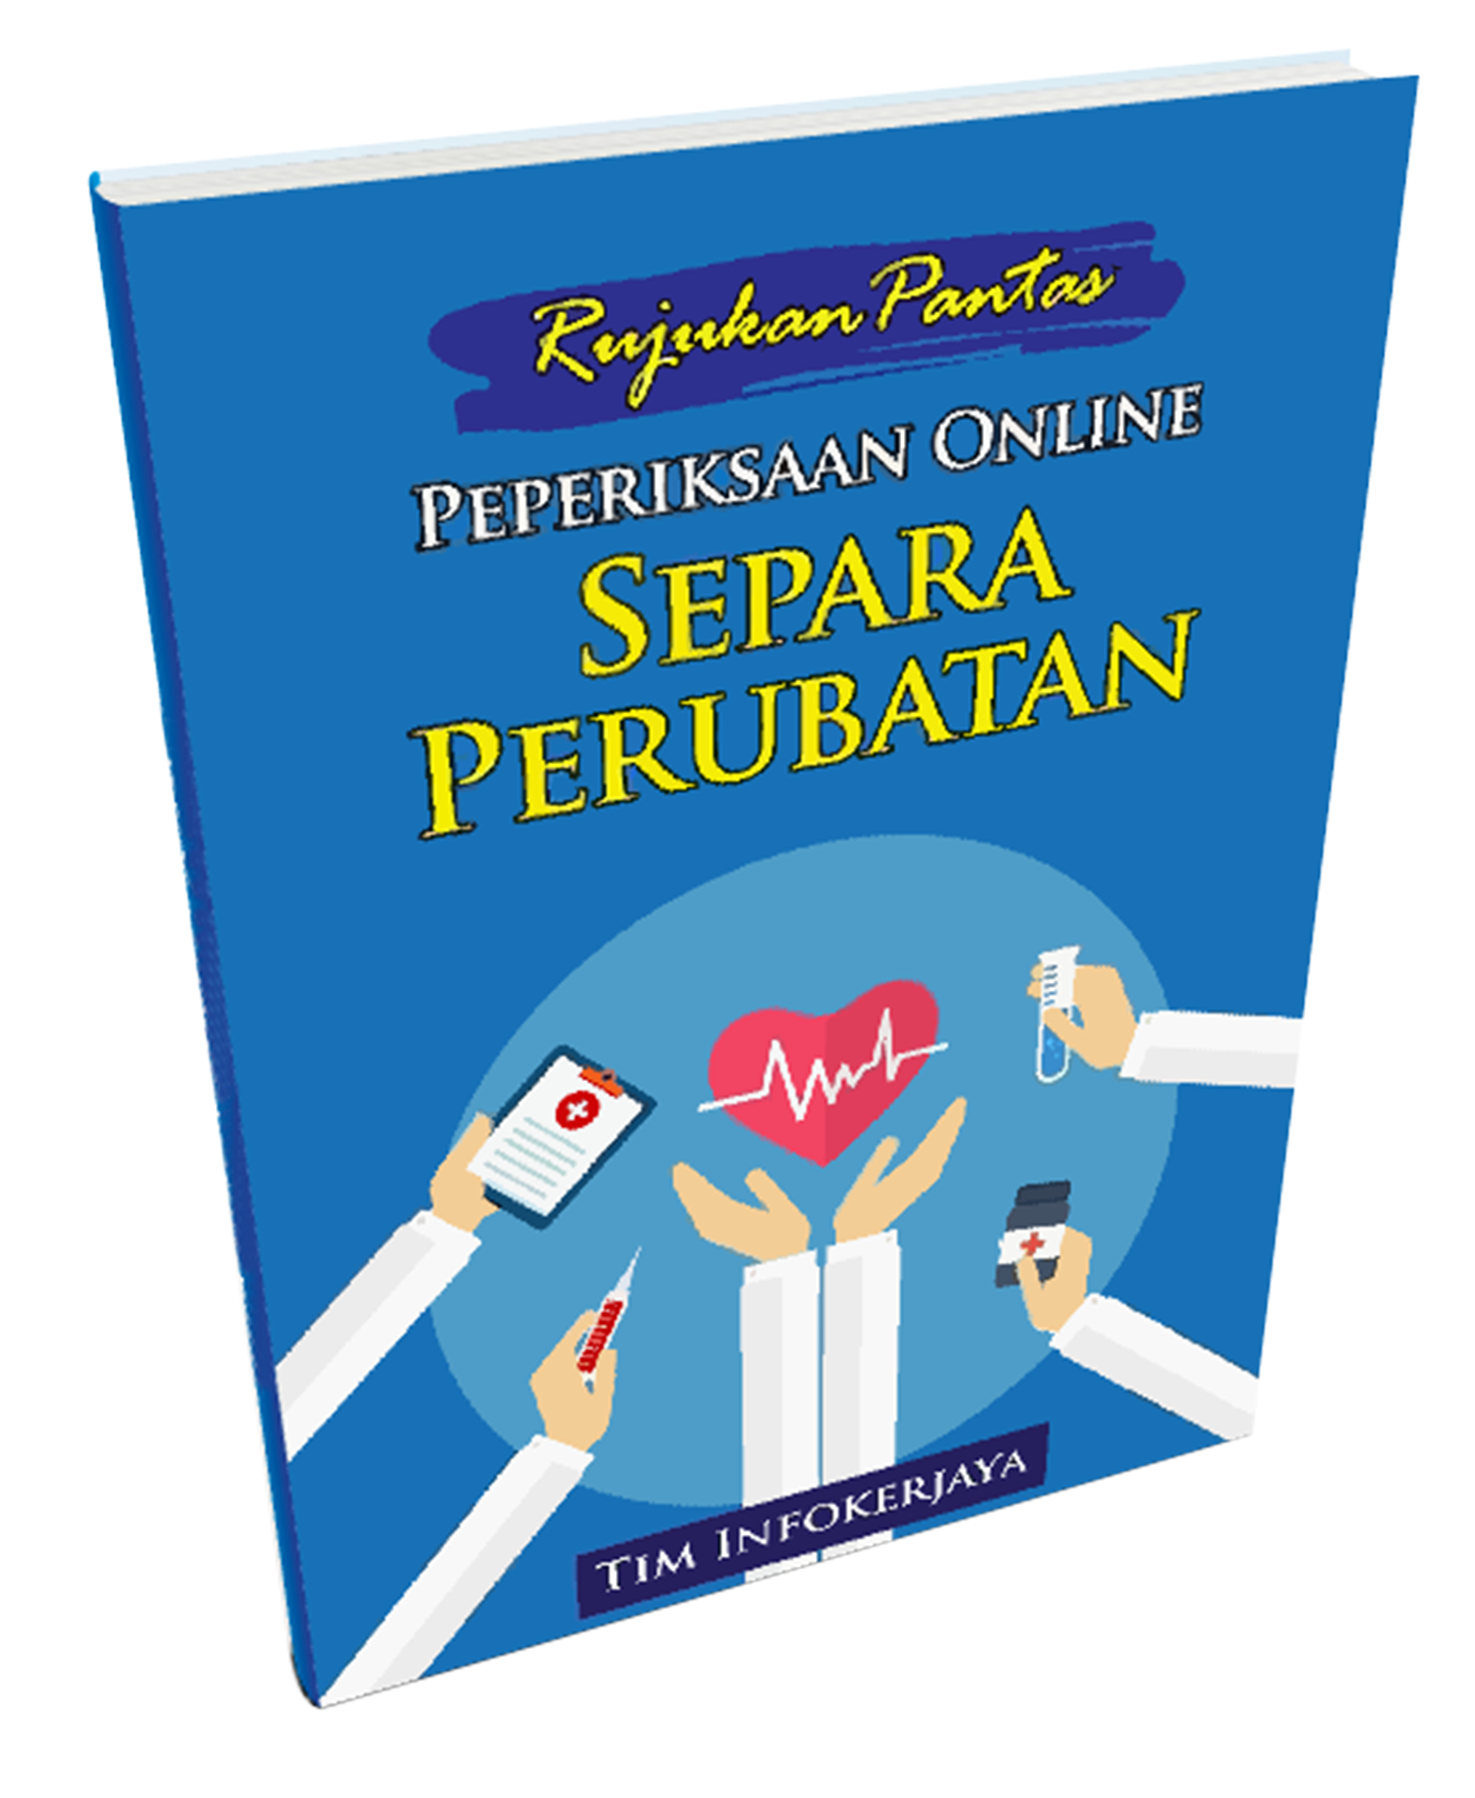 Rujukan Pantas
PEPERIKSAAN ONLINE
SEPARA
PERUBATAN
TIM INFOKERJAYA